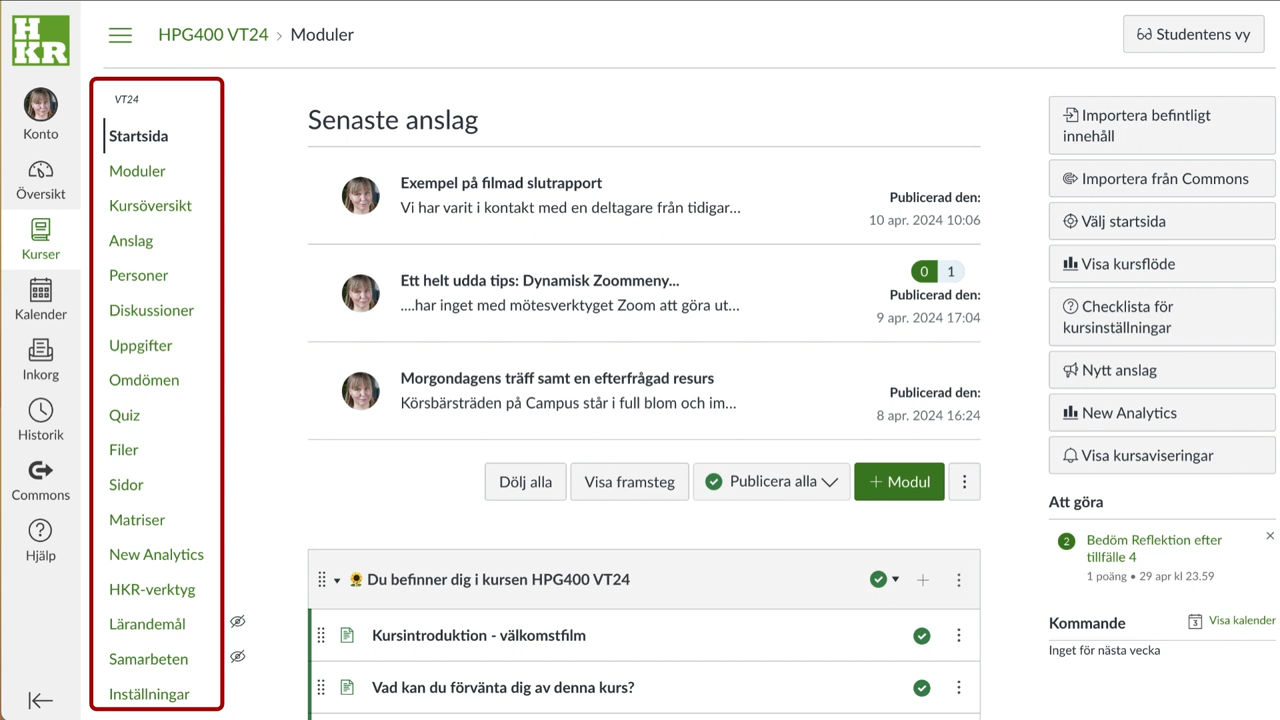 HKR
Konto
Översikt
Kurser
Kalender
Inkorg
Historik
Commons
Hjälp
HPG400 VT24 › Moduler
Studentens vy
VT24
Startsida
Moduler
Kursöversikt
Anslag
Personer
Diskussioner
Uppgifter
Omdömen
Quiz
Filer
Sidor
Matriser
New Analytics
HKR-verktyg
Lärandemål
Samarbeten
Inställningar
Senaste anslag
Exempel på filmad slutrapport
Vi har varit i kontakt med en deltagare från tidigar...
Publicerad den:
10 apr. 2024 10:06
Ett helt udda tips: Dynamisk Zoommeny...
....har inget med mötesverktyget Zoom att göra ut...
0 1
Publicerad den:
9 apr. 2024 17:04
Morgondagens träff samt en efterfrågad resurs
Körsbärsträden på Campus står i full blom och im...
Publicerad den:
8 apr. 2024 16:24
Dölj alla
Visa framsteg
Publicera alla
+ Modul
Du befinner dig i kursen HPG400 VT24
Kursintroduktion - välkomstfilm
Vad kan du förvänta dig av denna kurs?
Importera befintligt
innehåll
Importera från Commons
Välj startsida
Visa kursflöde
Checklista för
kursinställningar
Nytt anslag
New Analytics
Visa kursaviseringar
Att göra
2 Bedöm Reflektion efter
tillfälle 4
1 poäng • 29 apr kl 23.59
Kommande
3 Visa kalender
Inget för nästa vecka